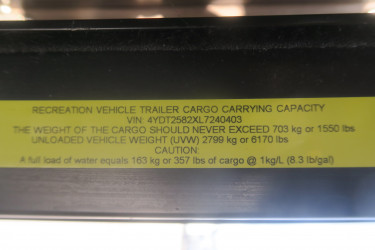 RECREATION VEHICLE TRAILER CARGO CARRYING CAPACITY
VIN: 4YDT2582XL7240403
THE WEIGHT OF THE CARGO SHOULD NEVER EXCEED 703 kg or 1550 lbs
UNLOADED VEHICLE WEIGHT (UVW) 2799 kg or 6170 lbs
CAUTION:
A full load of water equals 163 kg or 357 lbs of cargo @ 1kg/L (8.3 lb/gal)